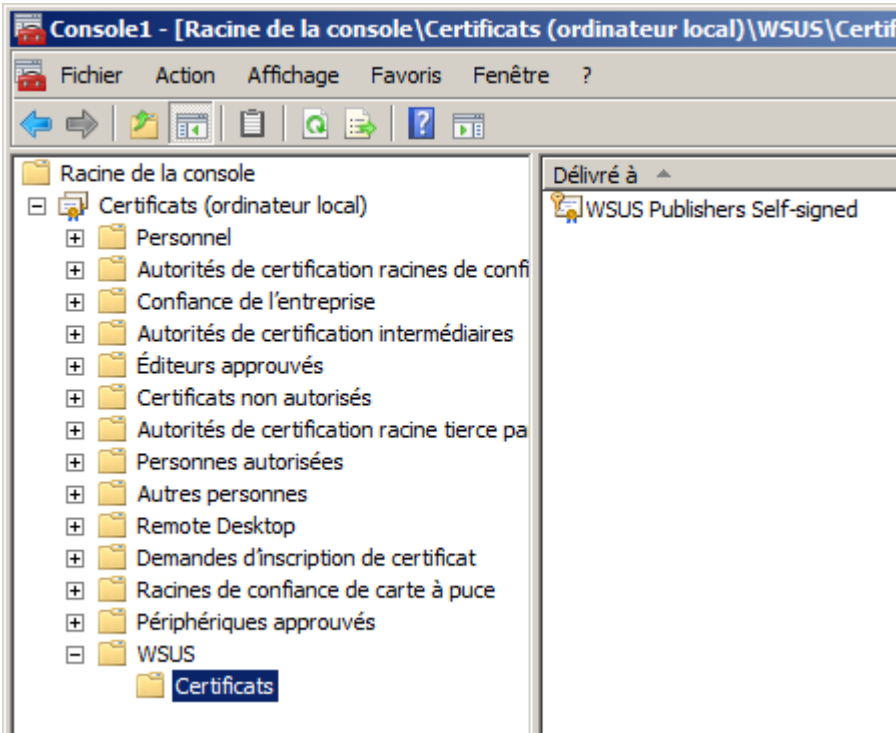 Console1 - [Racine de la console\Certificats (ordinateur local)\WSUS\Certif
Fichier Action Affichage Favoris Fenêtre ?
Racine de la console
Certificats (ordinateur local)
Personnel
Autorités de certification racines de confi
Confiance de l'entreprise
Autorités de certification intermédiaires
Éditeurs approuvés
Certificats non autorisés
Autorités de certification racine tierce pa
Personnes autorisées
Autres personnes
Remote Desktop
Demandes d'inscription de certificat
Racines de confiance de carte à puce
Périphériques approuvés
WSUS
Certificats
Délivré à
WSUS Publishers Self-signed